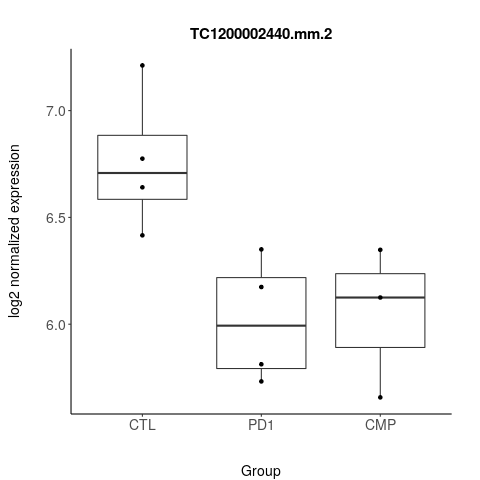 TC1200002440.mm.2
log2 normalized expression
7.0
6.5
6.0
CTL PD1 CMP
Group